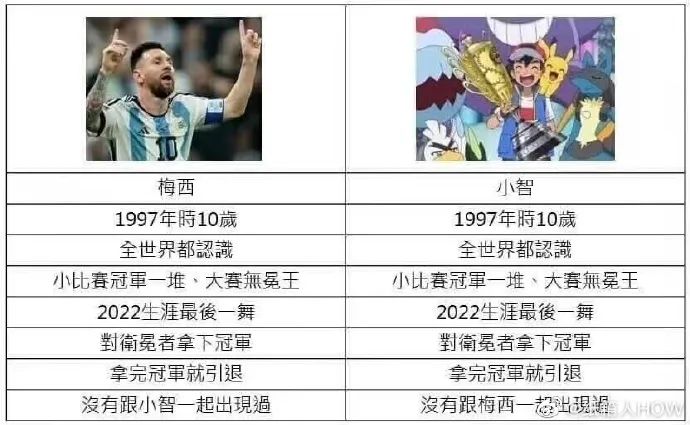 梅西 小智
1997年時10歲 1997年時10歲
全世界都認識 全世界都認識
小比賽冠軍一堆、大賽無冕王 小比賽冠軍一堆、大賽無冕王
2022生涯最後一舞 2022生涯最後一舞
對衛冕者拿下冠軍 對衛冕者拿下冠軍
拿完冠軍就引退 拿完冠軍就引退
沒有跟小智一起出現過 沒有跟梅西一起出現過
人HOW
10